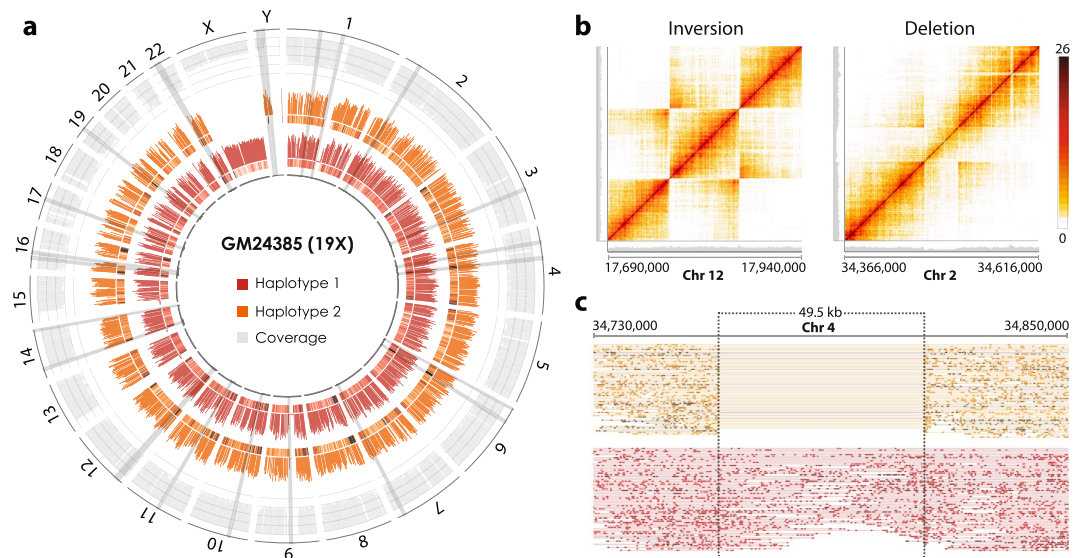 a
1
2
3
4
5
6
7
8
9
10
11
12
13
14
15
16
17
18
19
20
21
22
X
Y
GM24385 (19X)
Haplotype 1
Haplotype 2
Coverage
b
Inversion
Deletion
26
0
17,690,000 Chr 12 17,940,000
34,366,000 Chr 2 34,616,000
c
49.5 kb
34,730,000 Chr 4 34,850,000